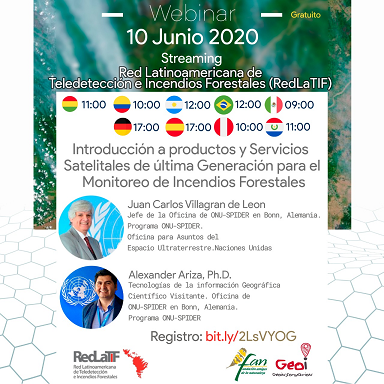 Webinar
Gratuito
10 Junio 2020
Streaming
Red Latinoamericana de
Teledetección e Incendios Forestales (RedLaTIF)
11:00 10:00 12:00 12:00 09:00
17:00 17:00 10:00 11:00
Introducción a productos y Servicios
Satelitales de última Generación para el
Monitoreo de Incendios Forestales
Juan Carlos Villagran de Leon
Jefe de la Oficina de ONU-SPIDER en Bonn, Alemania.
Programa ONU-SPIDER.
Oficina para Asuntos del
Espacio Ultraterrestre.Naciones Unidas
Alexander Ariza, Ph.D.
Tecnologías de la información Geográfica
Científico Visitante. Oficina de
ONU-SPIDER en Bonn, Alemania.
Programa ONU-SPIDER
Registro: bit.ly/2LsVYOG
RedLaTIF
Red Latinoamericana
de Teledetección
e Incendios Forestales
fan
Geoi